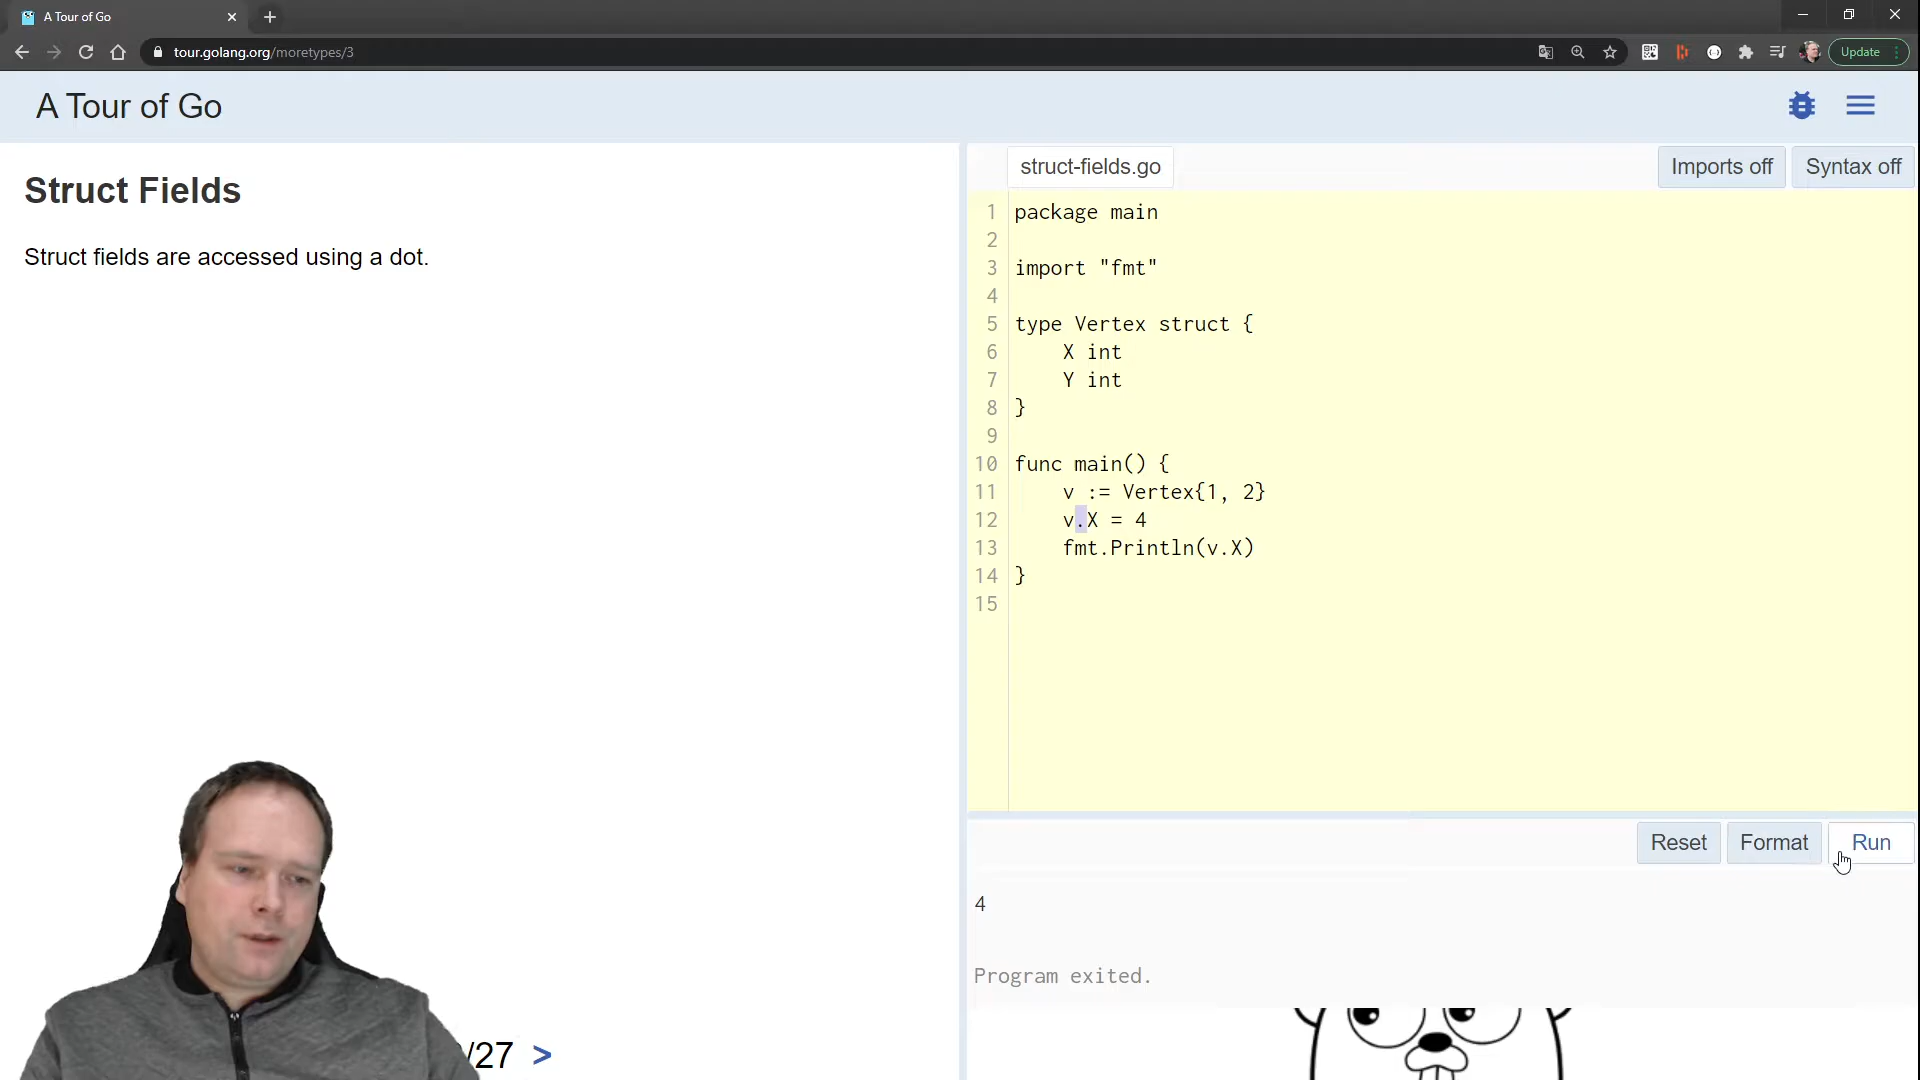 A Tour of Go
tour.golang.org/moretypes/3
Update
A Tour of Go
Struct Fields
Struct fields are accessed using a dot.
struct-fields.go
Imports off
Syntax off
1 package main
2
3 import "fmt"
4
5 type Vertex struct {
6 X int
7 Y int
8 }
9
10 func main() {
11 v := Vertex{1, 2}
12 v.X = 4
13 fmt.Println(v.X)
14 }
15
Reset
Format
Run
4
Program exited.
/27 >